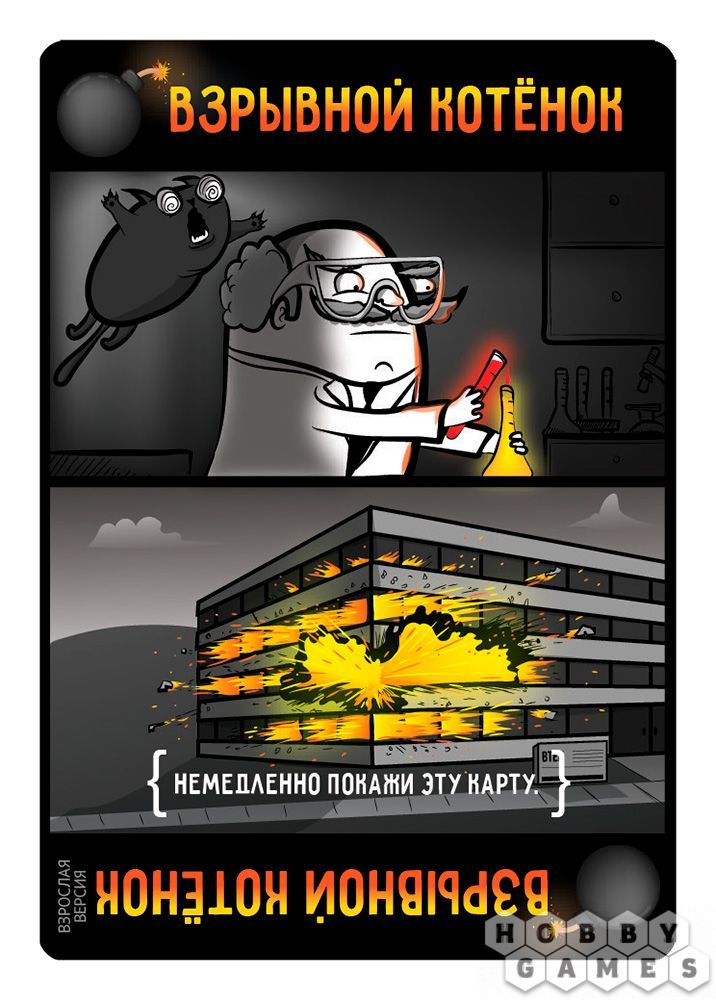 ВЗРЫВНОЙ КОТЁНОК
НЕМЕДЛЕННО ПОКАЖИ ЭТУ КАРТУ.
ВЗРОСЛАЯ
ВЕРСИЯ
ВЗРЫВНОЙ КОТЁНОК
HOBBY
GAMES